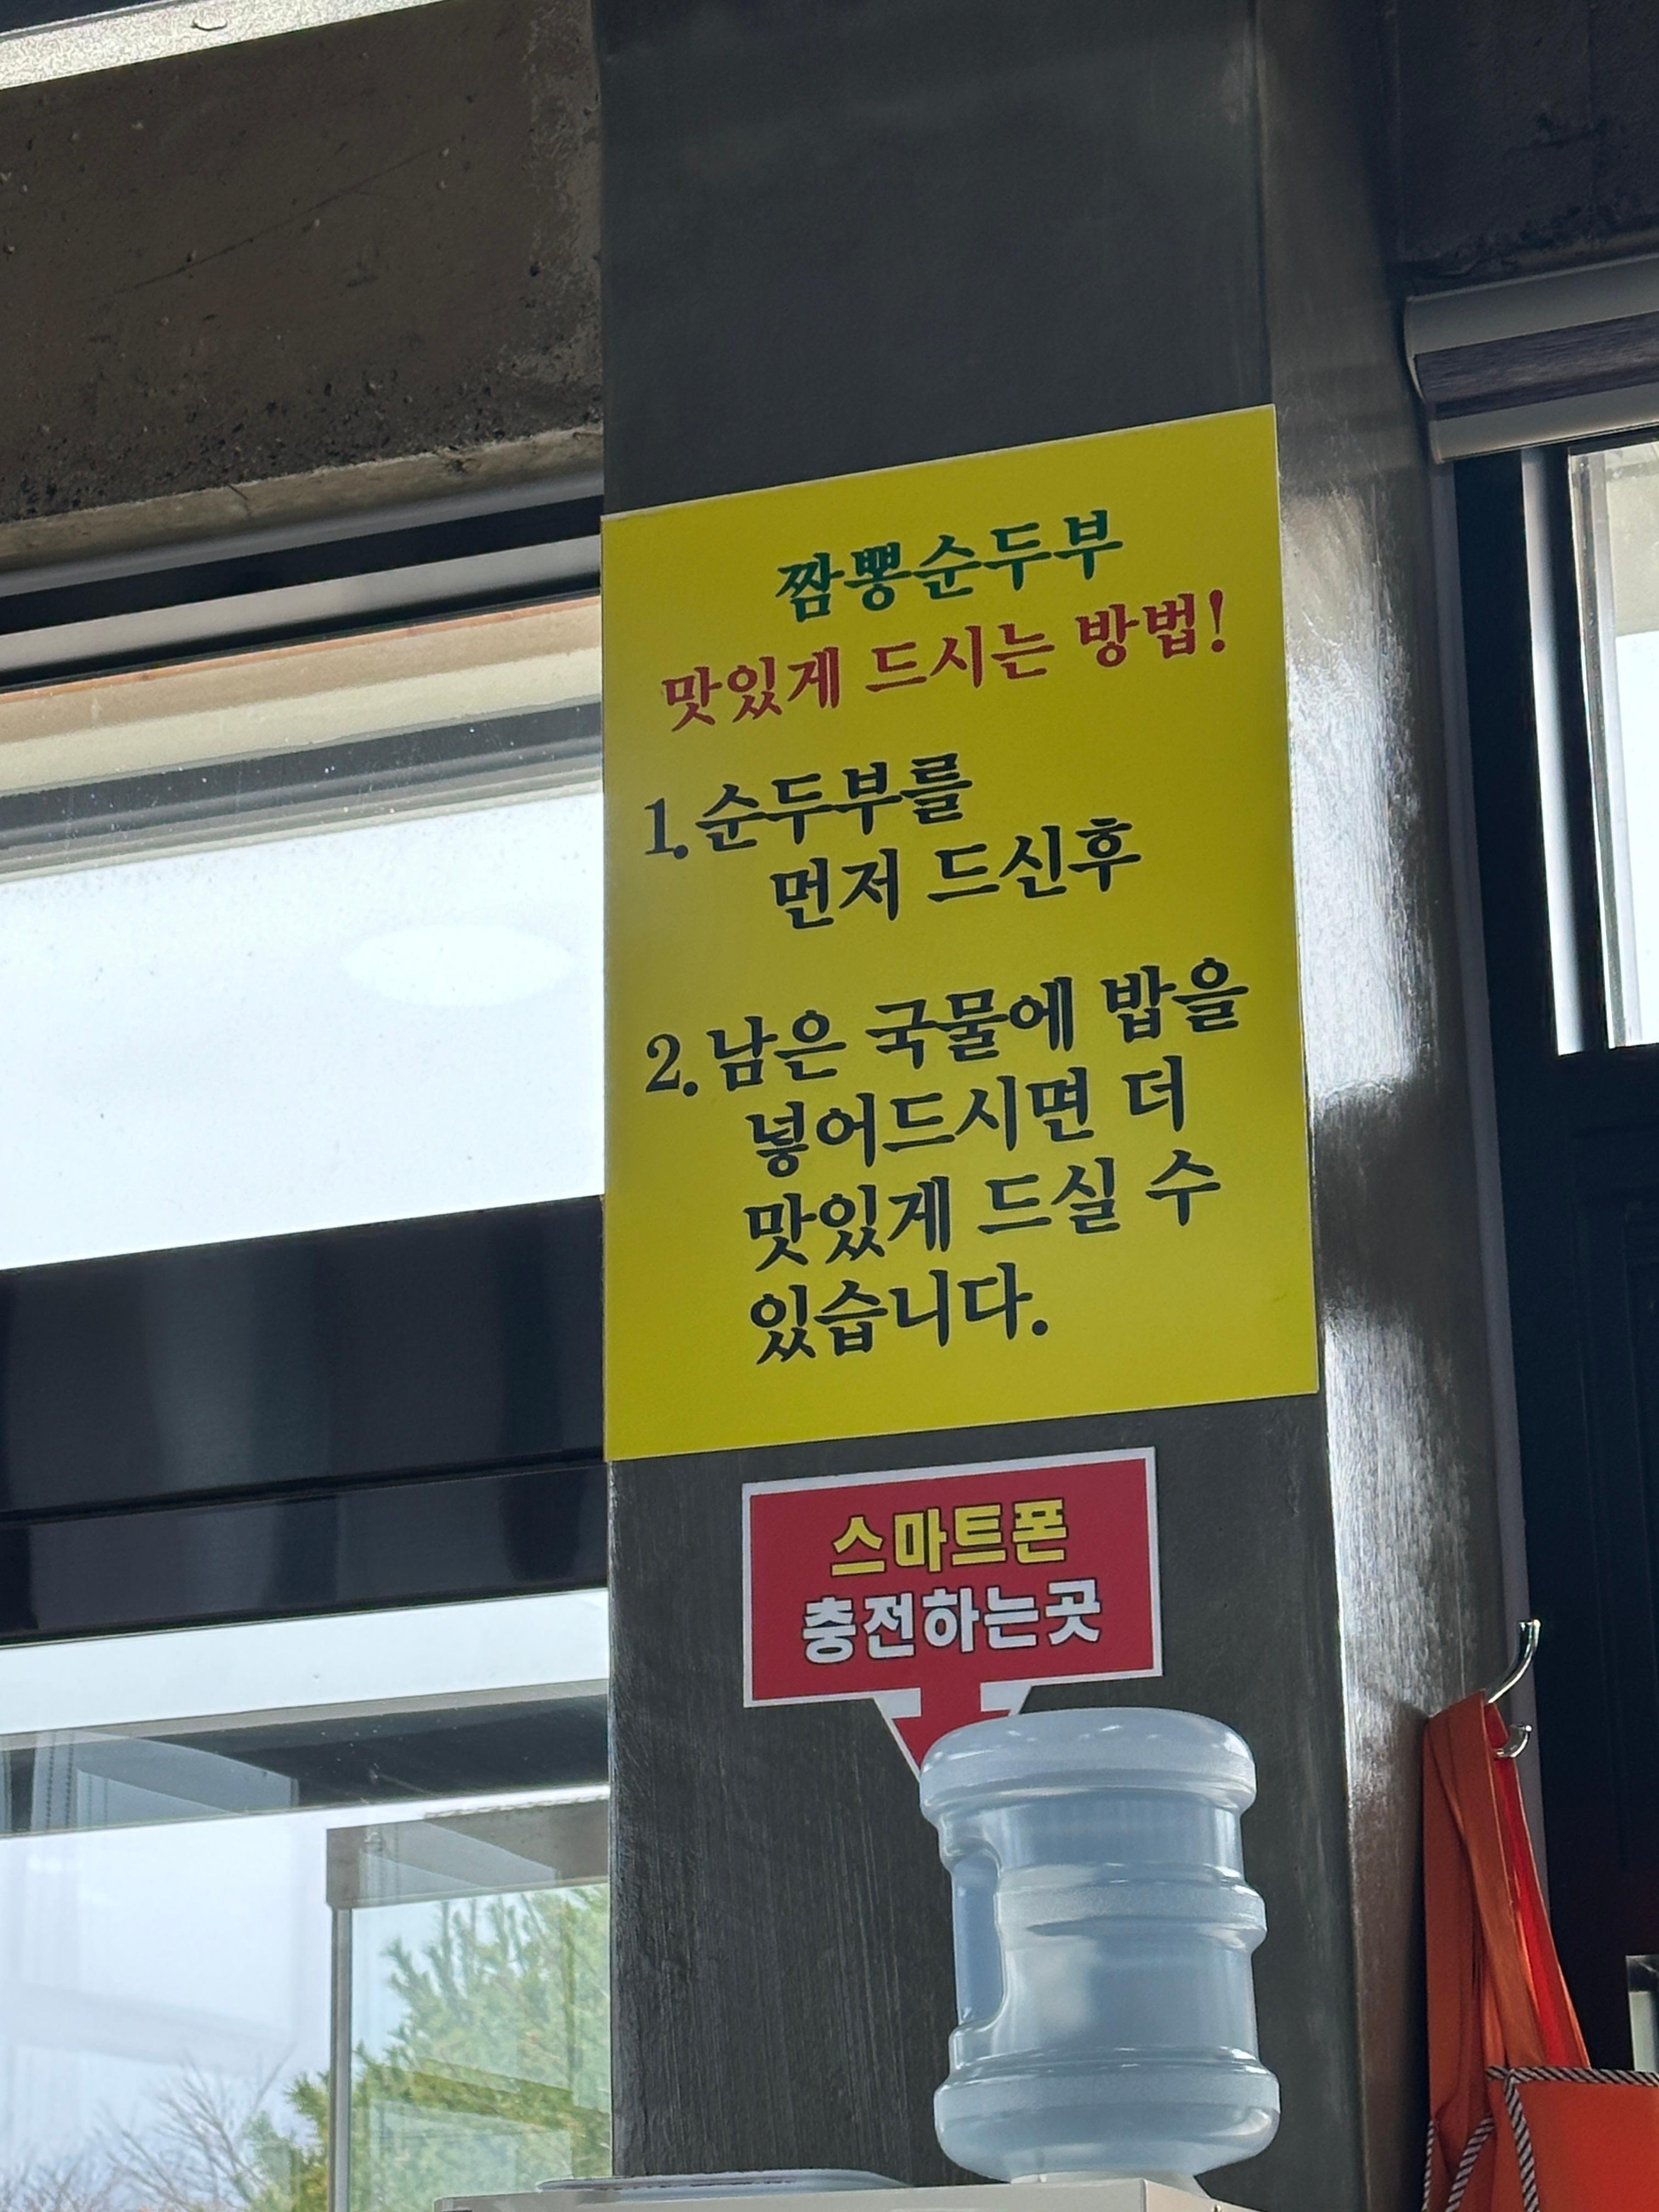 짬뽕순두부
맛있게 드시는 방법!
1. 순두부를
먼저 드신후
2. 남은 국물에 밥을
넣어드시면 더
맛있게 드실 수
있습니다.
스마트폰
충전하는곳